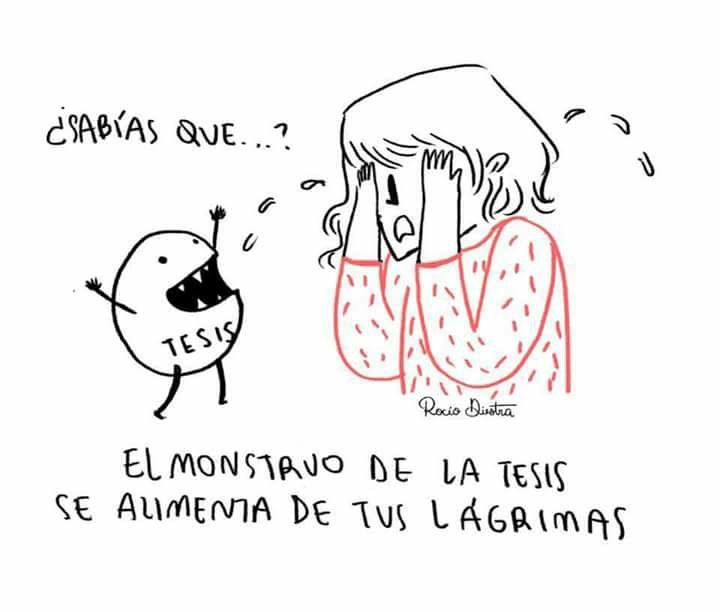 ¿SABÍAS QUE...?
TESIS
Rocío Diestra
EL MONSTRUO DE LA TESIS
SE ALIMENTA DE TUS LÁGRIMAS